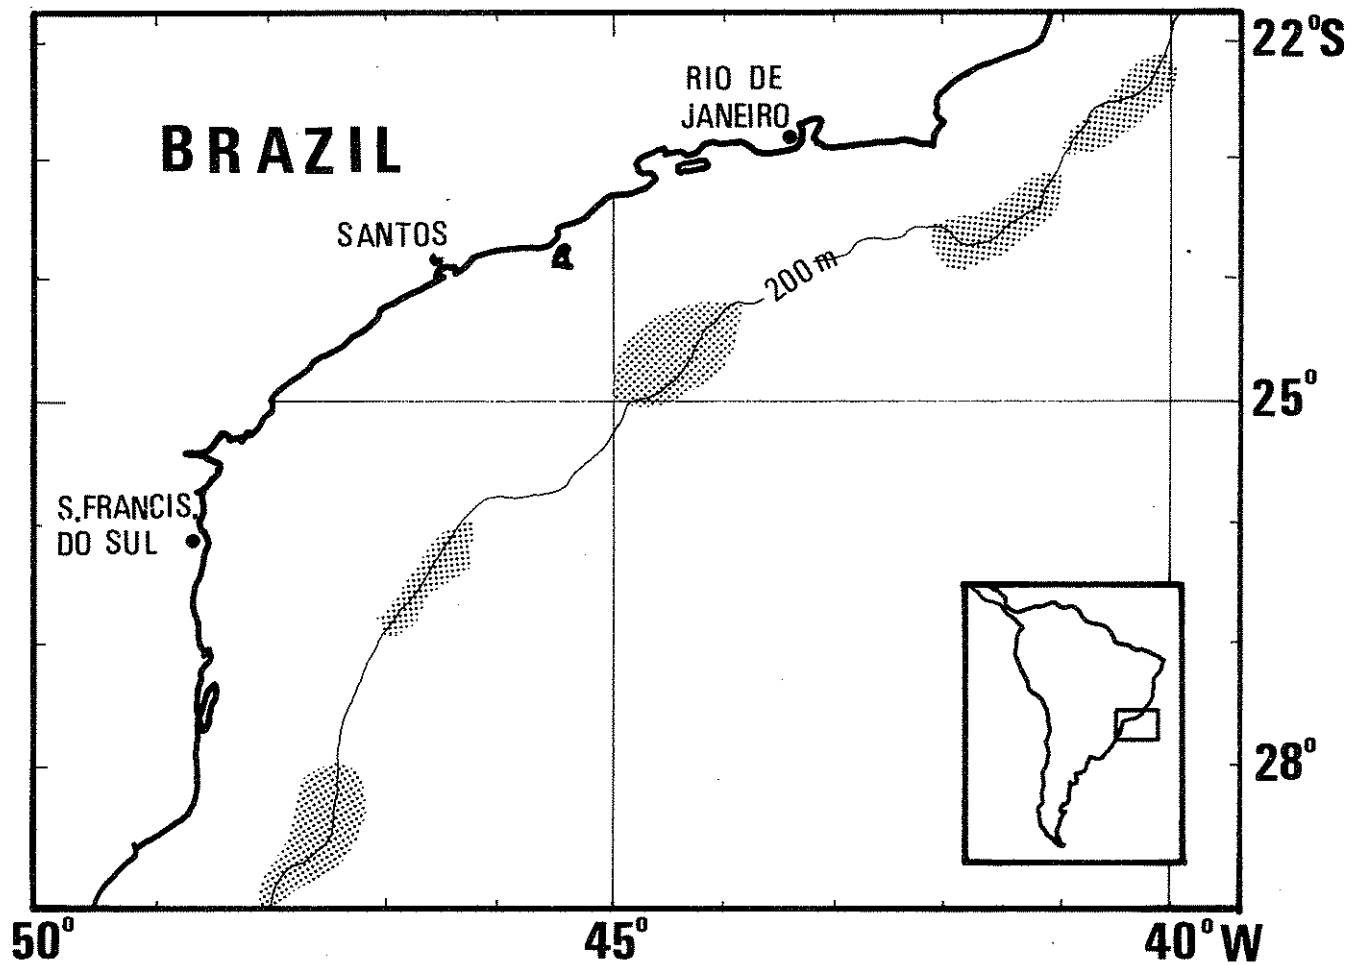 22°S
RIO DE
JANEIRO
BRAZIL
SANTOS
200 m
25°
S.FRANCIS.
DO SUL
28°
50°
45°
40°W